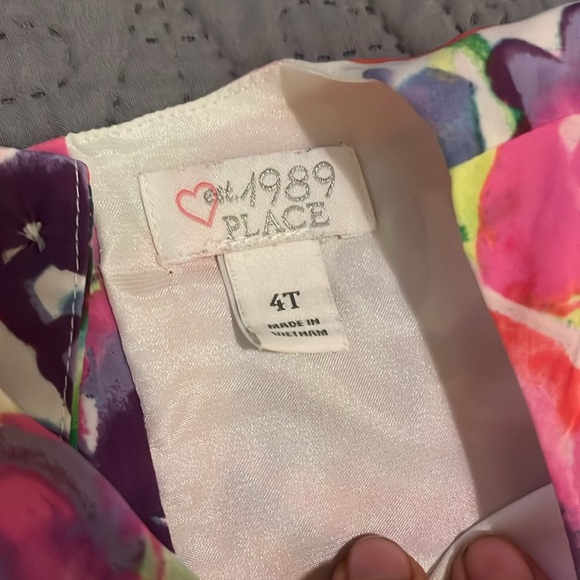 est. 1989
PLACE
4T
MADE IN
VIETNAM